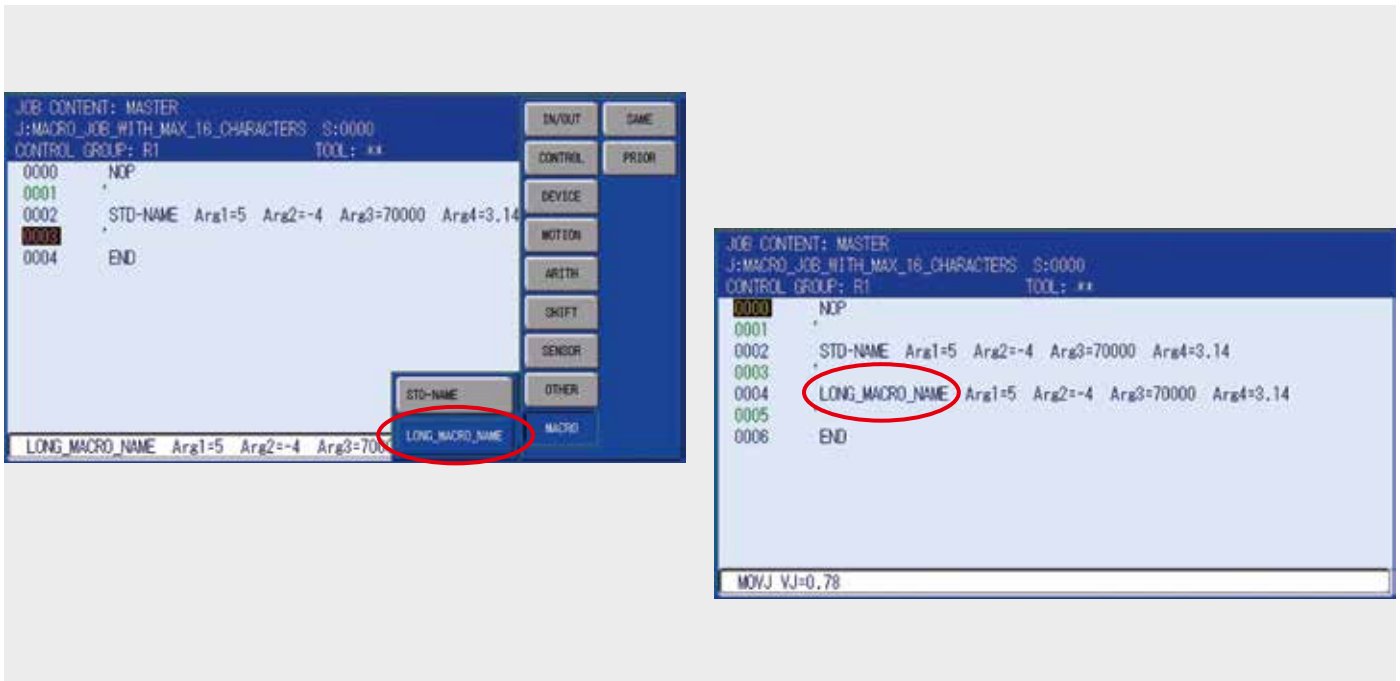 JOB CONTENT: MASTER
J:MACRO_JOB_WITH_MAX_16_CHARACTERS S:0000
CONTROL GROUP: R1 TOOL: **
0000 NOP
0001 '
0002 STD-NAME Arg1=5 Arg2=-4 Arg3=70000 Arg4=3.14
0003 '
0004 END
LONG_MACRO_NAME Arg1=5 Arg2=-4 Arg3=700
IN/OUT
CONTROL
DEVICE
MOTION
ARITH
SHIFT
SENSOR
OTHER
MACRO
SAME
PRIOR
STD-NAME
LONG_MACRO_NAME
JOB CONTENT: MASTER
J:MACRO_JOB_WITH_MAX_16_CHARACTERS S:0000
CONTROL GROUP: R1 TOOL: **
0000 NOP
0001 '
0002 STD-NAME Arg1=5 Arg2=-4 Arg3=70000 Arg4=3.14
0003 '
0004 LONG_MACRO_NAME Arg1=5 Arg2=-4 Arg3=70000 Arg4=3.14
0005 '
0006 END
MOVJ VJ=0.78